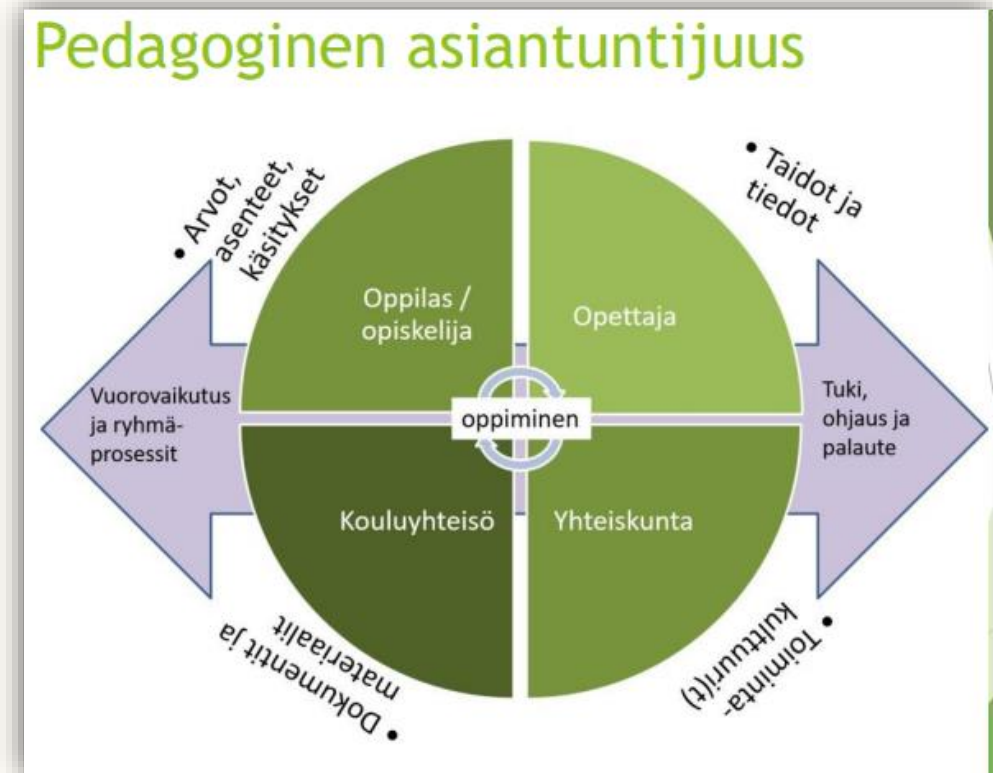 Pedagoginen asiantuntijuus
• Arvot,
asenteet,
käsitykset
• Taidot ja
tiedot
Oppilas /
opiskelija
Opettaja
Vuorovaikutus
ja ryhmä-
prosessit
oppiminen
Tuki,
ohjaus ja
palaute
Kouluyhteisö
Yhteiskunta
• Dokumentit ja
materiaalit
• Toiminta-
kulttuuri(t)